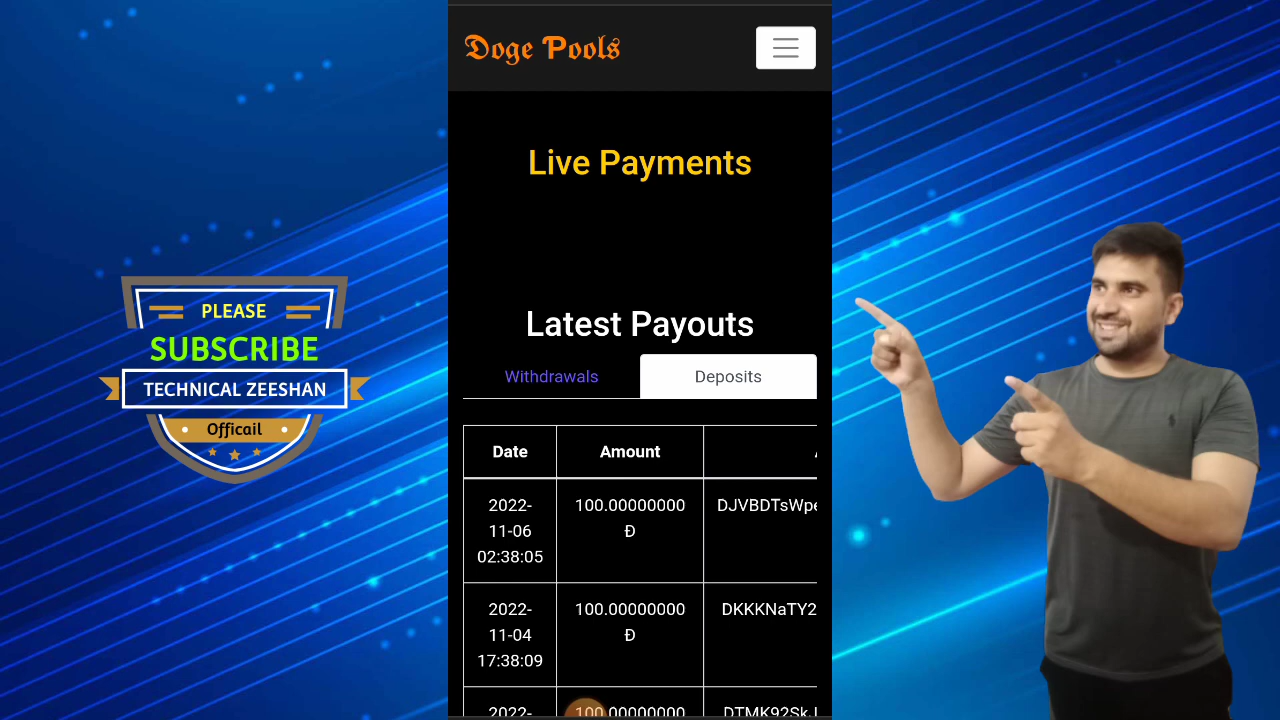 Doge Pools
Live Payments
Latest Payouts
Withdrawals Deposits
Date Amount
2022-
11-06
02:38:05
100.00000000
Đ
DJVBDTsWpe
2022-
11-04
17:38:09
100.00000000
Đ
DKKKNaTY2
2022-
100.00000000
PLEASE
SUBSCRIBE
TECHNICAL ZEESHAN
Officail